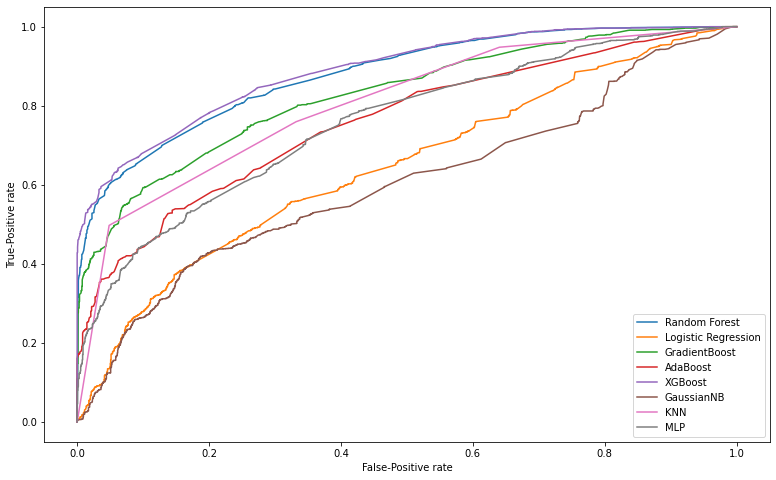 1.0
0.8
0.6
0.4
0.2
0.0
True-Positive rate
0.0 0.2 0.4 0.6 0.8 1.0
False-Positive rate
Random Forest
Logistic Regression
GradientBoost
AdaBoost
XGBoost
GaussianNB
KNN
MLP